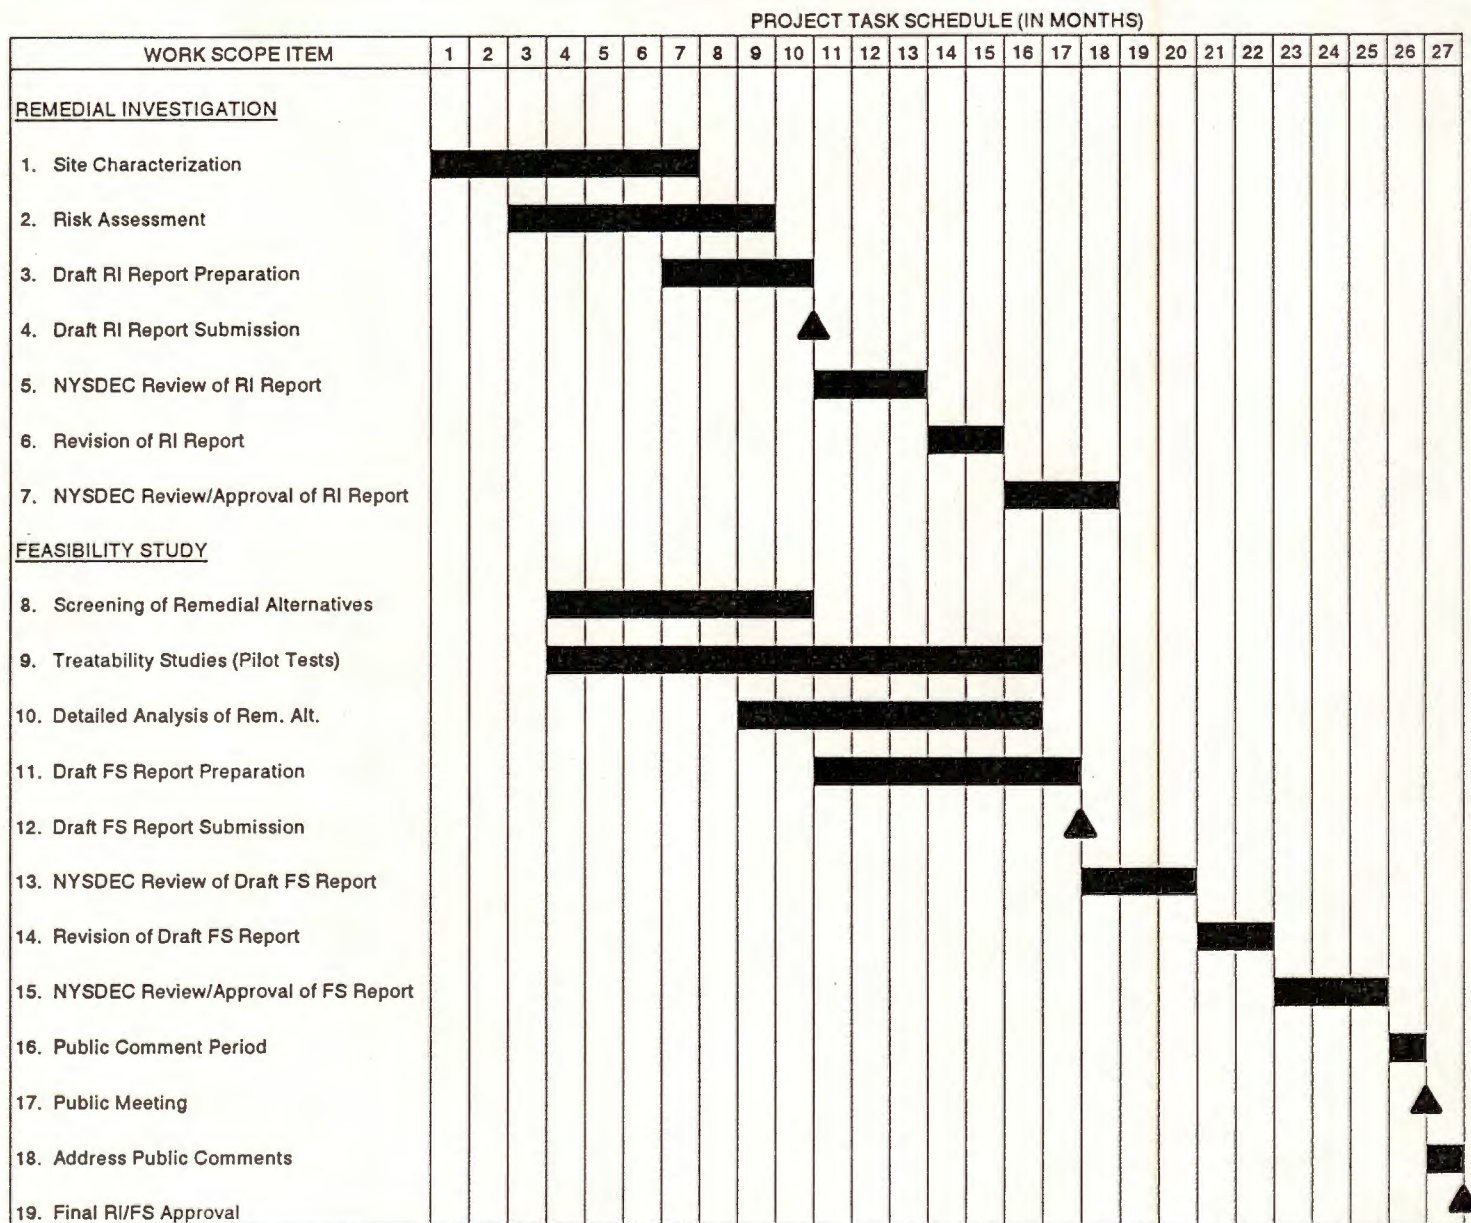 PROJECT TASK SCHEDULE (IN MONTHS)
WORK SCOPE ITEM 1 2 3 4 5 6 7 8 9 10 11 12 13 14 15 16 17 18 19 20 21 22 23 24 25 26 27
REMEDIAL INVESTIGATION
1. Site Characterization
2. Risk Assessment
3. Draft RI Report Preparation
4. Draft RI Report Submission
5. NYSDEC Review of RI Report
6. Revision of RI Report
7. NYSDEC Review/Approval of RI Report
FEASIBILITY STUDY
8. Screening of Remedial Alternatives
9. Treatability Studies (Pilot Tests)
10. Detailed Analysis of Rem. Alt.
11. Draft FS Report Preparation
12. Draft FS Report Submission
13. NYSDEC Review of Draft FS Report
14. Revision of Draft FS Report
15. NYSDEC Review/Approval of FS Report
16. Public Comment Period
17. Public Meeting
18. Address Public Comments
19. Final RI/FS Approval